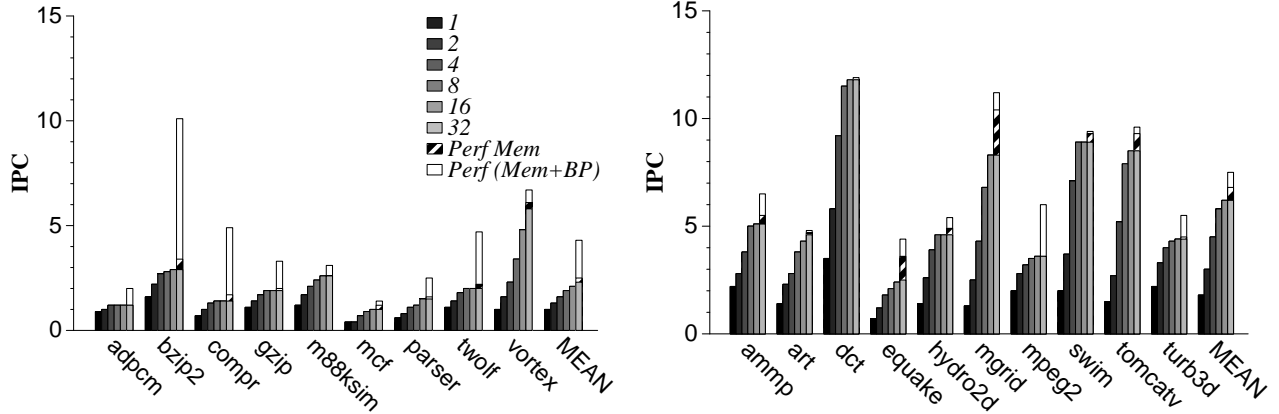 15
10
5
0
IPC
1
2
4
8
16
32
Perf Mem
Perf (Mem+BP)
adpcm
bzip2
compr
gzip
m88ksim
mcf
parser
twolf
vortex
MEAN
15
10
5
0
IPC
ammp
art
dct
equake
hydro2d
mgrid
mpeg2
swim
tomcatv
turb3d
MEAN